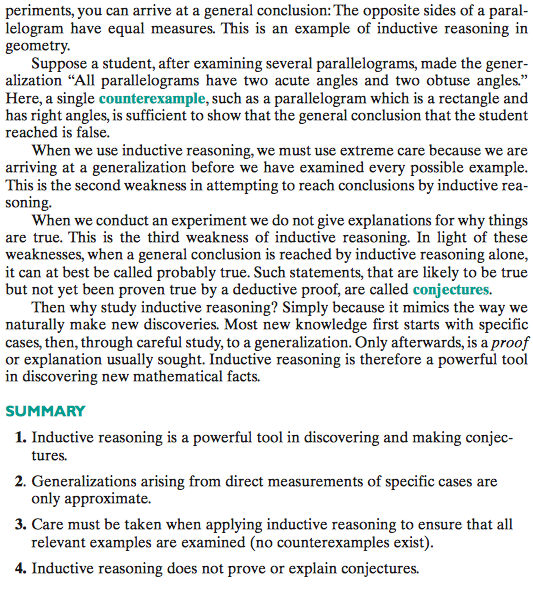 periments, you can arrive at a general conclusion: The opposite sides of a paral-
lelogram have equal measures. This is an example of inductive reasoning in
geometry.
Suppose a student, after examining several parallelograms, made the gener-
alization “All parallelograms have two acute angles and two obtuse angles.”
Here, a single counterexample, such as a parallelogram which is a rectangle and
has right angles, is sufficient to show that the general conclusion that the student
reached is false.
When we use inductive reasoning, we must use extreme care because we are
arriving at a generalization before we have examined every possible example.
This is the second weakness in attempting to reach conclusions by inductive rea-
soning.
When we conduct an experiment we do not give explanations for why things
are true. This is the third weakness of inductive reasoning. In light of these
weaknesses, when a general conclusion is reached by inductive reasoning alone,
it can at best be called probably true. Such statements, that are likely to be true
but not yet been proven true by a deductive proof, are called conjectures.
Then why study inductive reasoning? Simply because it mimics the way we
naturally make new discoveries. Most new knowledge first starts with specific
cases, then, through careful study, to a generalization. Only afterwards, is a proof
or explanation usually sought. Inductive reasoning is therefore a powerful tool
in discovering new mathematical facts.
SUMMARY
1. Inductive reasoning is a powerful tool in discovering and making conjec-
tures.
2. Generalizations arising from direct measurements of specific cases are
only approximate.
3. Care must be taken when applying inductive reasoning to ensure that all
relevant examples are examined (no counterexamples exist).
4. Inductive reasoning does not prove or explain conjectures.